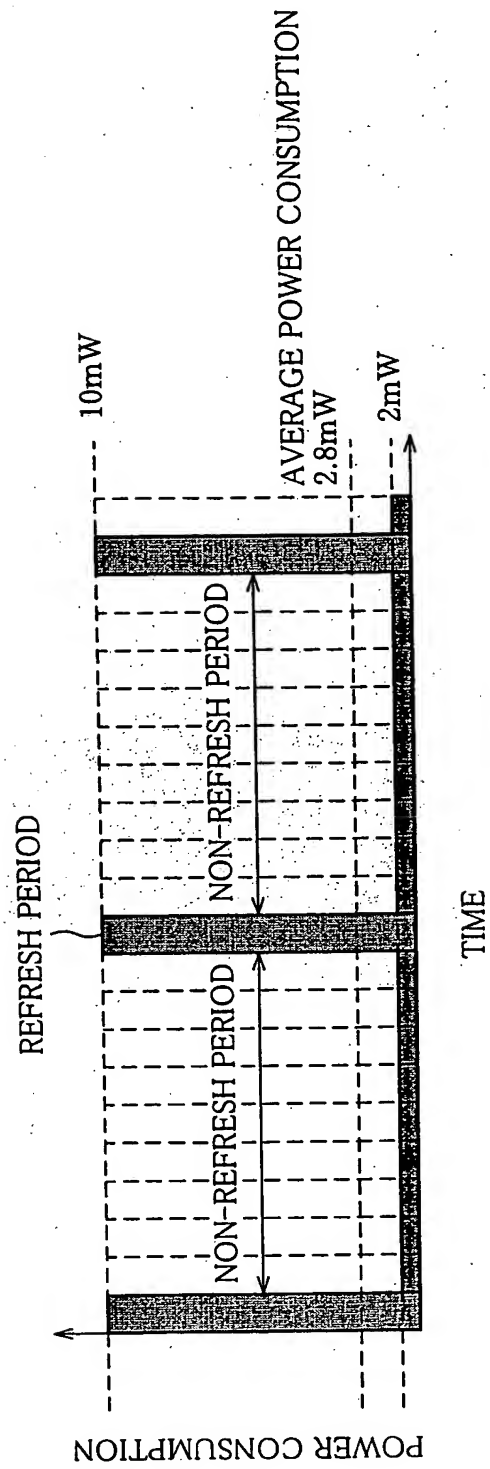 POWER CONSUMPTION
REFRESH PERIOD
10mW
NON-REFRESH PERIOD
NON-REFRESH PERIOD
AVERAGE POWER CONSUMPTION
2.8mW
2mW
TIME